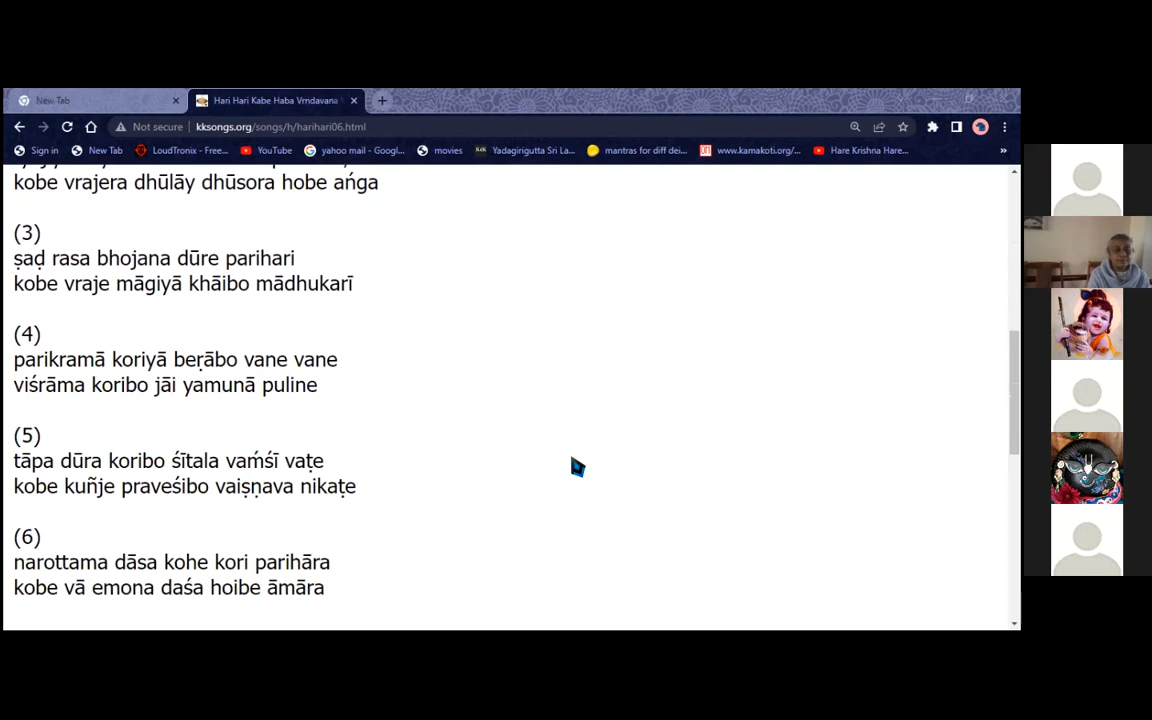 New Tab
Hari Hari Kabe Haba Vrndavana
Not secure
kksongs.org/songs/h/harihari06.html
Sign in
New Tab
LoudTronix - Free...
YouTube
yahoo mail - Googl...
movies
Yadagirigutta Sri La...
mantras for diff dei...
www.kamakoti.org/...
Hare Krishna Hare...
kobe vrajera dhūlāy dhūsora hobe ańga
(3)
ṣaḍ rasa bhojana dūre parihari
kobe vraje māgiyā khāibo mādhukarī
(4)
parikramā koriyā beṛābo vane vane
viśrāma koribo jāi yamunā puline
(5)
tāpa dūra koribo śītala vaḿśī vaṭe
kobe kuñje praveśibo vaiṣṇava nikaṭe
(6)
narottama dāsa kohe kori parihāra
kobe vā emona daśa hoibe āmāra